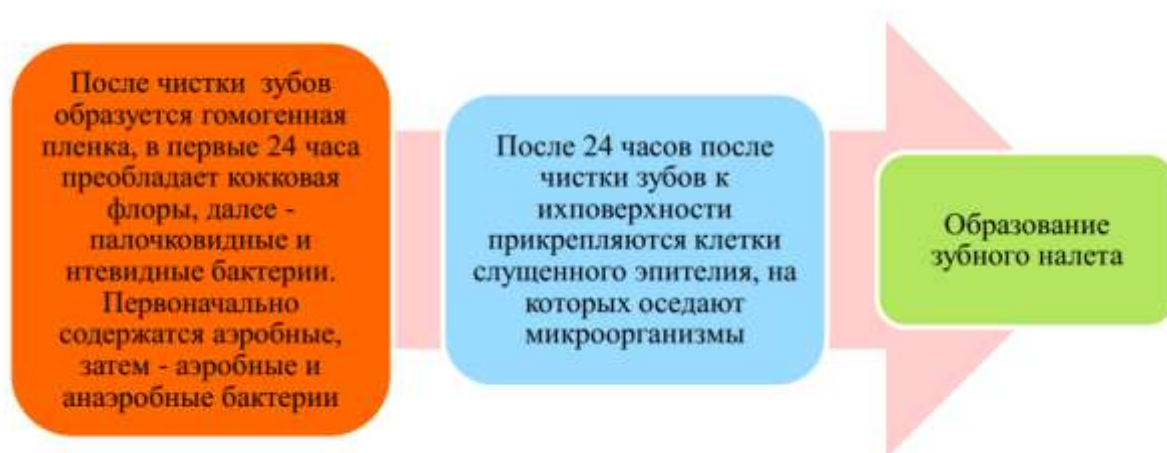 После чистки зубов
образуется гомогенная
пленка, в первые 24 часа
преобладает кокковая
флоры, далее -
палочковидные и
нтевидные бактерии.
Первоначально
содержатся аэробные,
затем - аэробные и
анаэробные бактерии
После 24 часов после
чистки зубов к
ихповерхности
прикрепляются клетки
слущенного эпителия, на
которых оседают
микроорганизмы
Образование
зубного налета